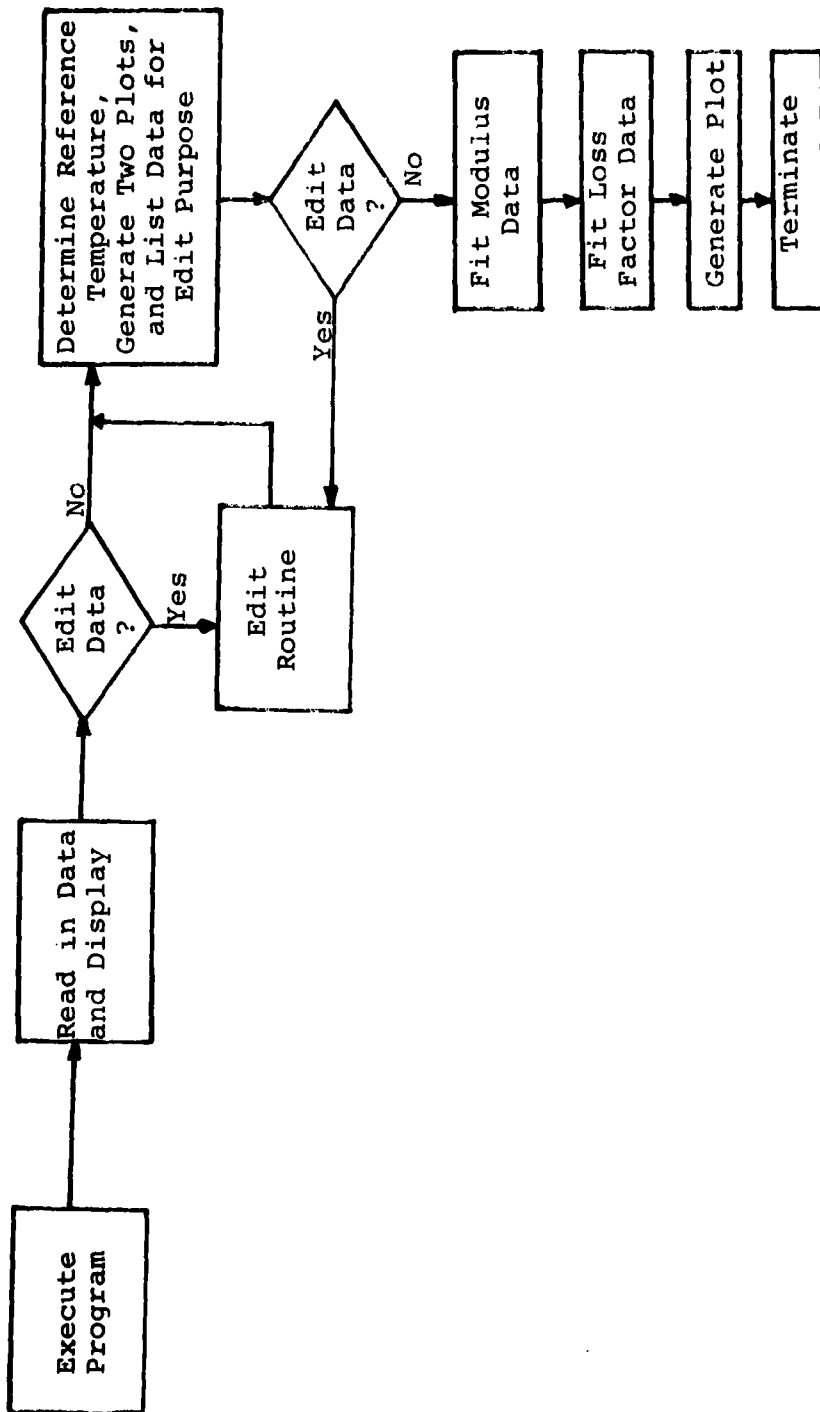 Execute
Program
Read in Data
and Display
Edit
Data
?
No
Yes
Edit
Routine
Determine Reference
Temperature,
Generate Two Plots,
and List Data for
Edit Purpose
Edit
Data
?
Yes
No
Fit Modulus
Data
Fit Loss
Factor Data
Generate Plot
Terminate